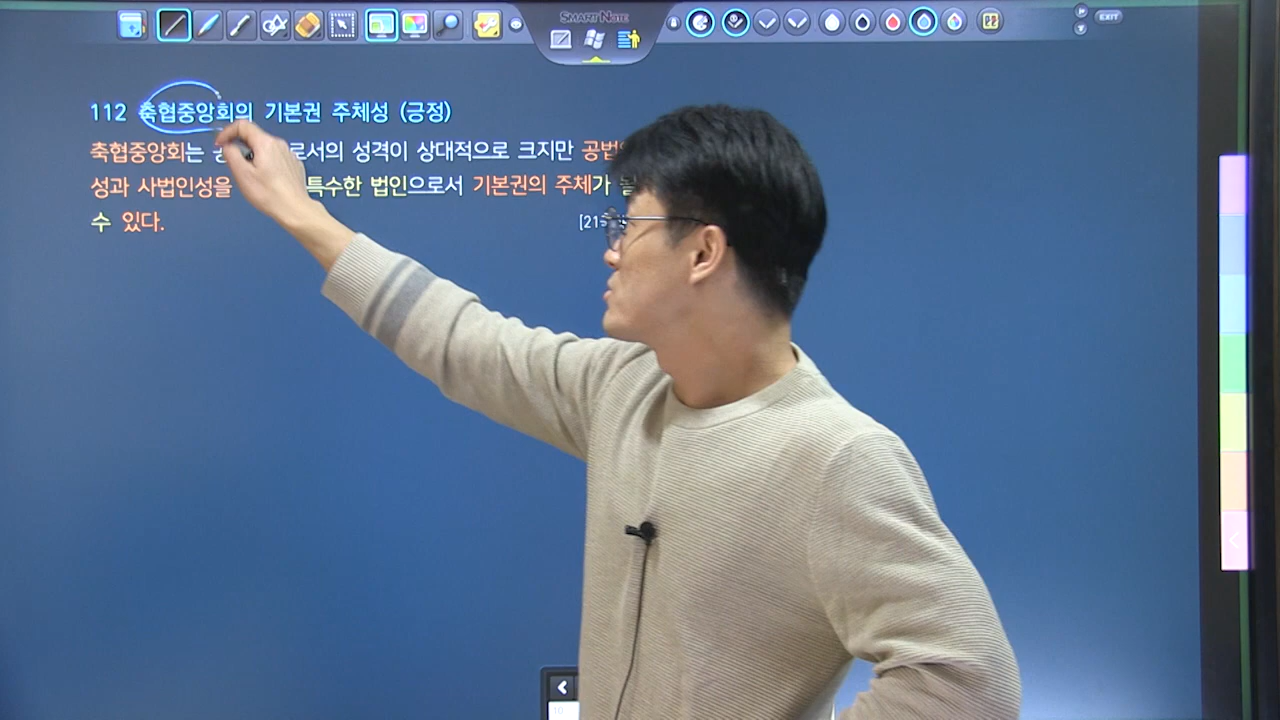 SMARTNOTE
EXIT
112 축협중앙회의 기본권 주체성 (긍정)
축협중앙회는 로서의 성격이 상대적으로 크지만 공법
성과 사법인성을 특수한 법인으로서 기본권의 주체가 될
수 있다.
[21